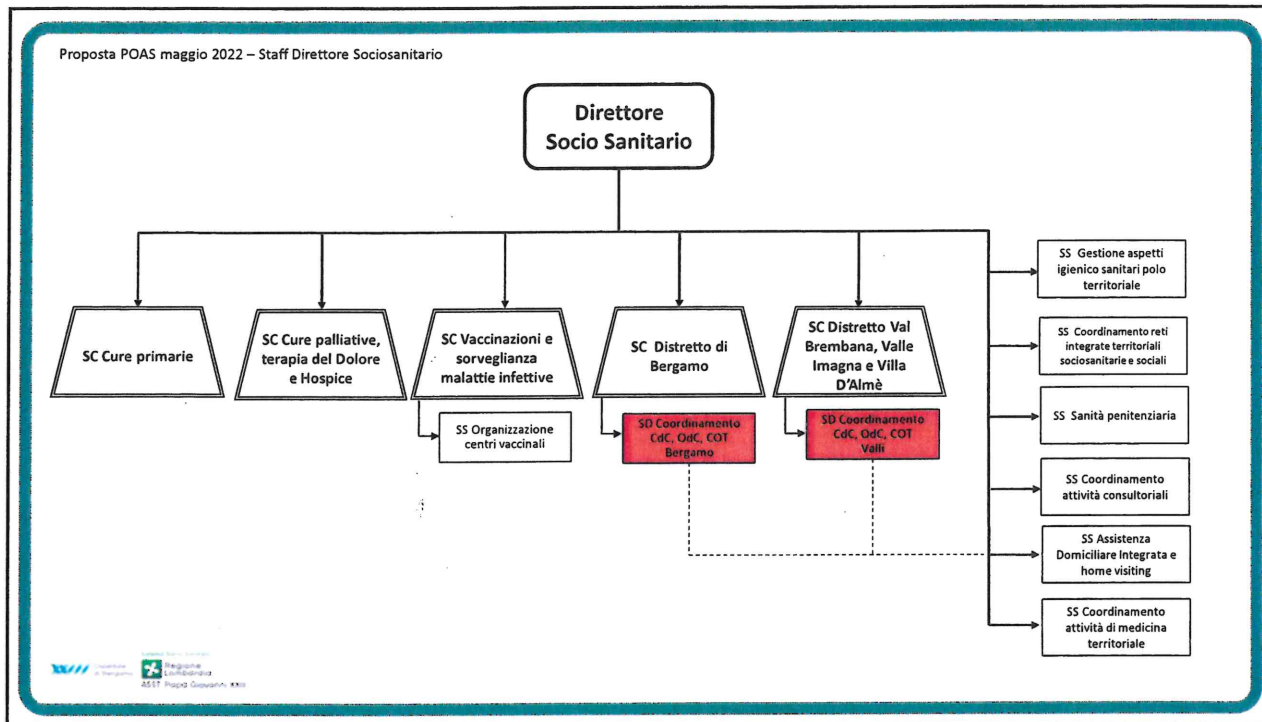 Proposta POAS maggio 2022 – Staff Direttore Sociosanitario
Direttore
Socio Sanitario
SC Cure primarie
SC Cure palliative,
terapia del Dolore
e Hospice
SC Vaccinazioni e
sorveglianza
malattie infettive
SC Distretto di
Bergamo
SC Distretto Val
Brembana, Valle
Imagna e Villa
D'Almè
SS Organizzazione
centri vaccinali
SD Coordinamento
CdC, OdC, COT
Bergamo
SD Coordinamento
CdC, OdC, COT
Valli
SS Gestione aspetti
igienico sanitari polo
territoriale
SS Coordinamento reti
integrate territoriali
sociosanitarie e sociali
SS Sanità penitenziaria
SS Coordinamento
attività consultoriali
SS Assistenza
Domiciliare Integrata e
home visiting
SS Coordinamento
attività di medicina
territoriale
Regione
Lombardia
ASST Papa Giovanni XXIII